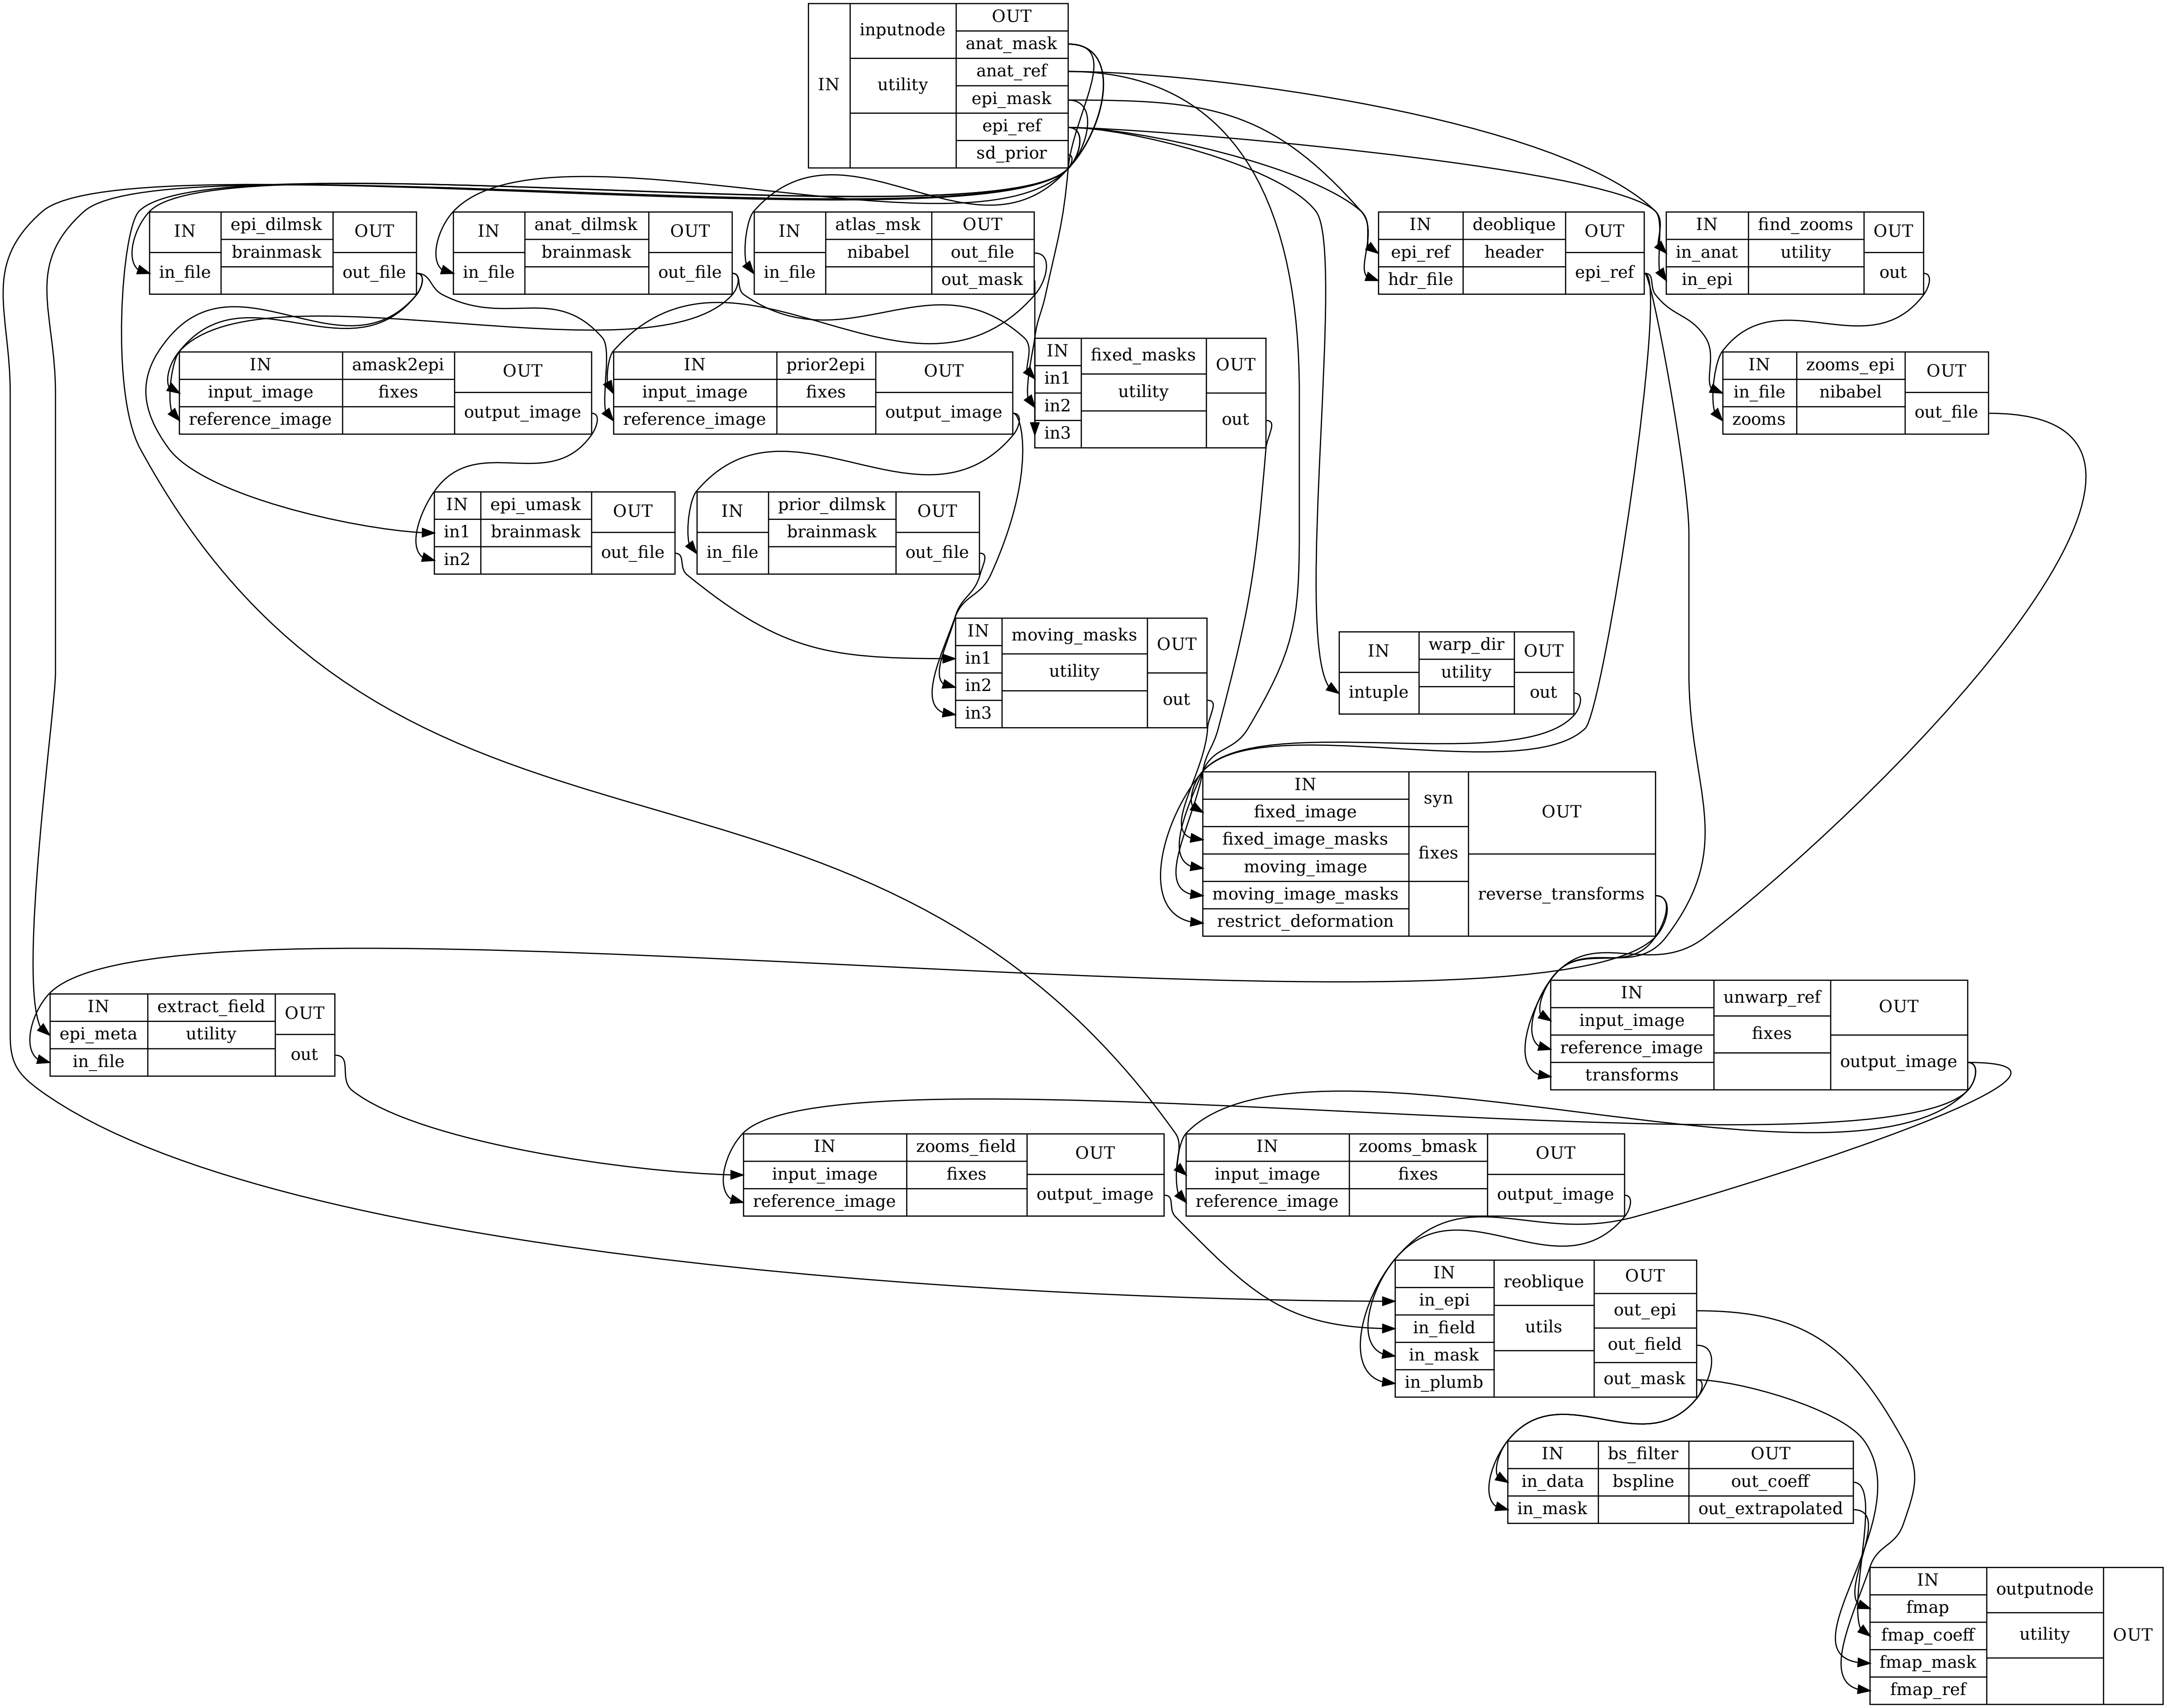 IN
inputnode
utility
OUT
anat_mask
anat_ref
epi_mask
epi_ref
sd_prior
IN
in_file
epi_dilmsk
brainmask
OUT
out_file
IN
in_file
anat_dilmsk
brainmask
OUT
out_file
IN
in_file
atlas_msk
nibabel
OUT
out_file
out_mask
IN
epi_ref
hdr_file
deoblique
header
OUT
epi_ref
IN
in_anat
in_epi
find_zooms
utility
OUT
out
IN
input_image
reference_image
amask2epi
fixes
OUT
output_image
IN
input_image
reference_image
prior2epi
fixes
OUT
output_image
IN
in1
in2
in3
fixed_masks
utility
OUT
out
IN
in_file
zooms
zooms_epi
nibabel
OUT
out_file
IN
in1
in2
epi_umask
brainmask
OUT
out_file
IN
in_file
prior_dilmsk
brainmask
OUT
out_file
IN
in1
in2
in3
moving_masks
utility
OUT
out
IN
intuple
warp_dir
utility
OUT
out
IN
fixed_image
fixed_image_masks
moving_image
moving_image_masks
restrict_deformation
syn
fixes
OUT
reverse_transforms
IN
epi_meta
in_file
extract_field
utility
OUT
out
IN
input_image
reference_image
transforms
unwarp_ref
fixes
OUT
output_image
IN
input_image
reference_image
zooms_field
fixes
OUT
output_image
IN
input_image
reference_image
zooms_bmask
fixes
OUT
output_image
IN
in_epi
in_field
in_mask
in_plumb
reoblique
utils
OUT
out_epi
out_field
out_mask
IN
in_data
in_mask
bs_filter
bspline
OUT
out_coeff
out_extrapolated
IN
fmap
fmap_coeff
fmap_mask
fmap_ref
outputnode
utility
OUT